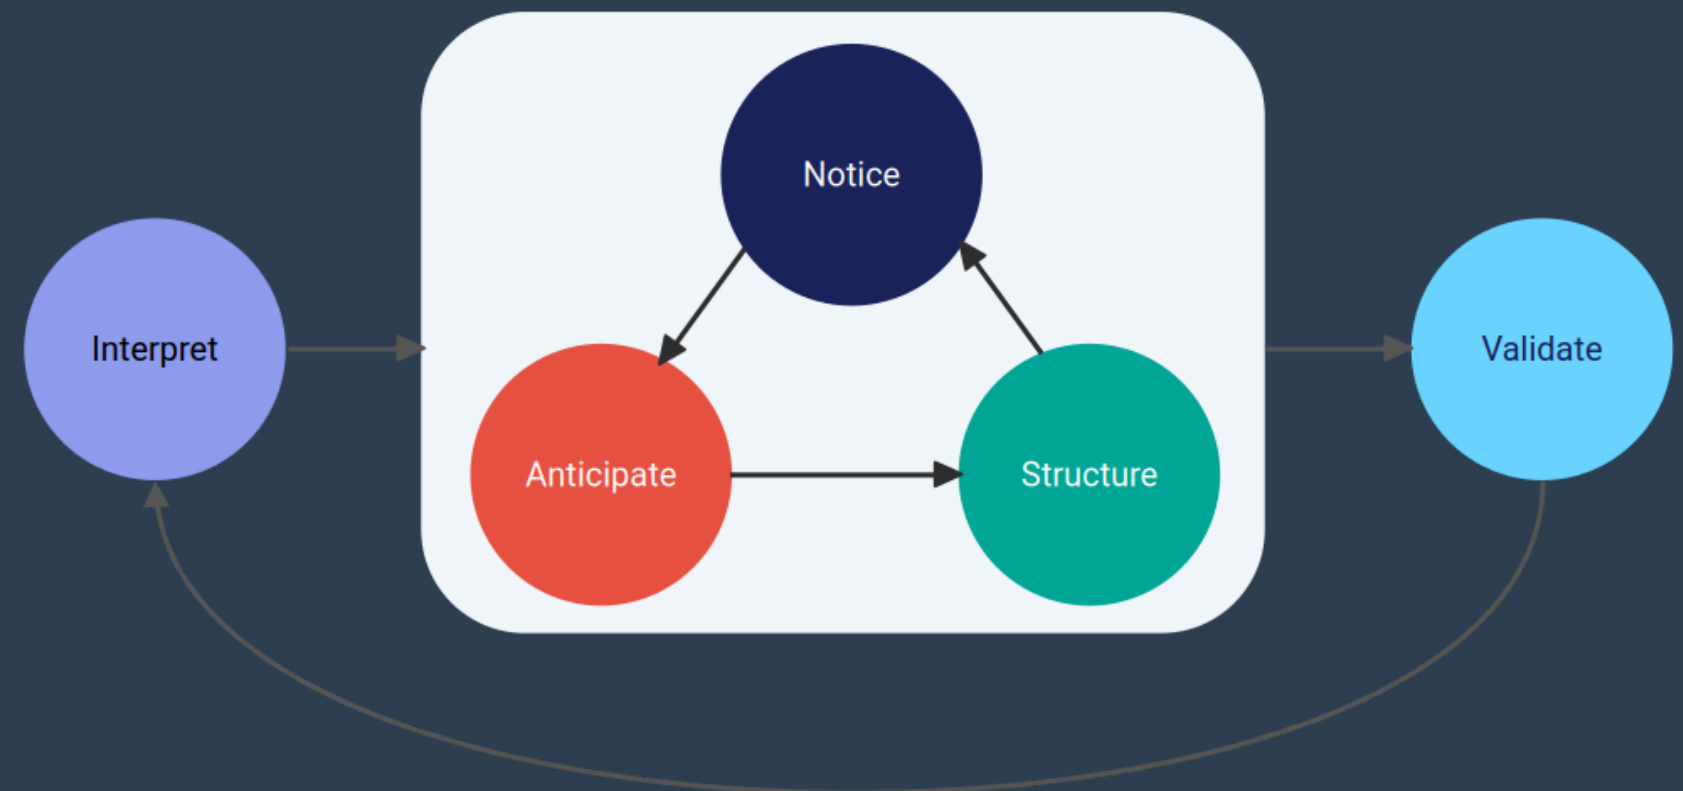 Notice
Interpret
Validate
Anticipate
Structure